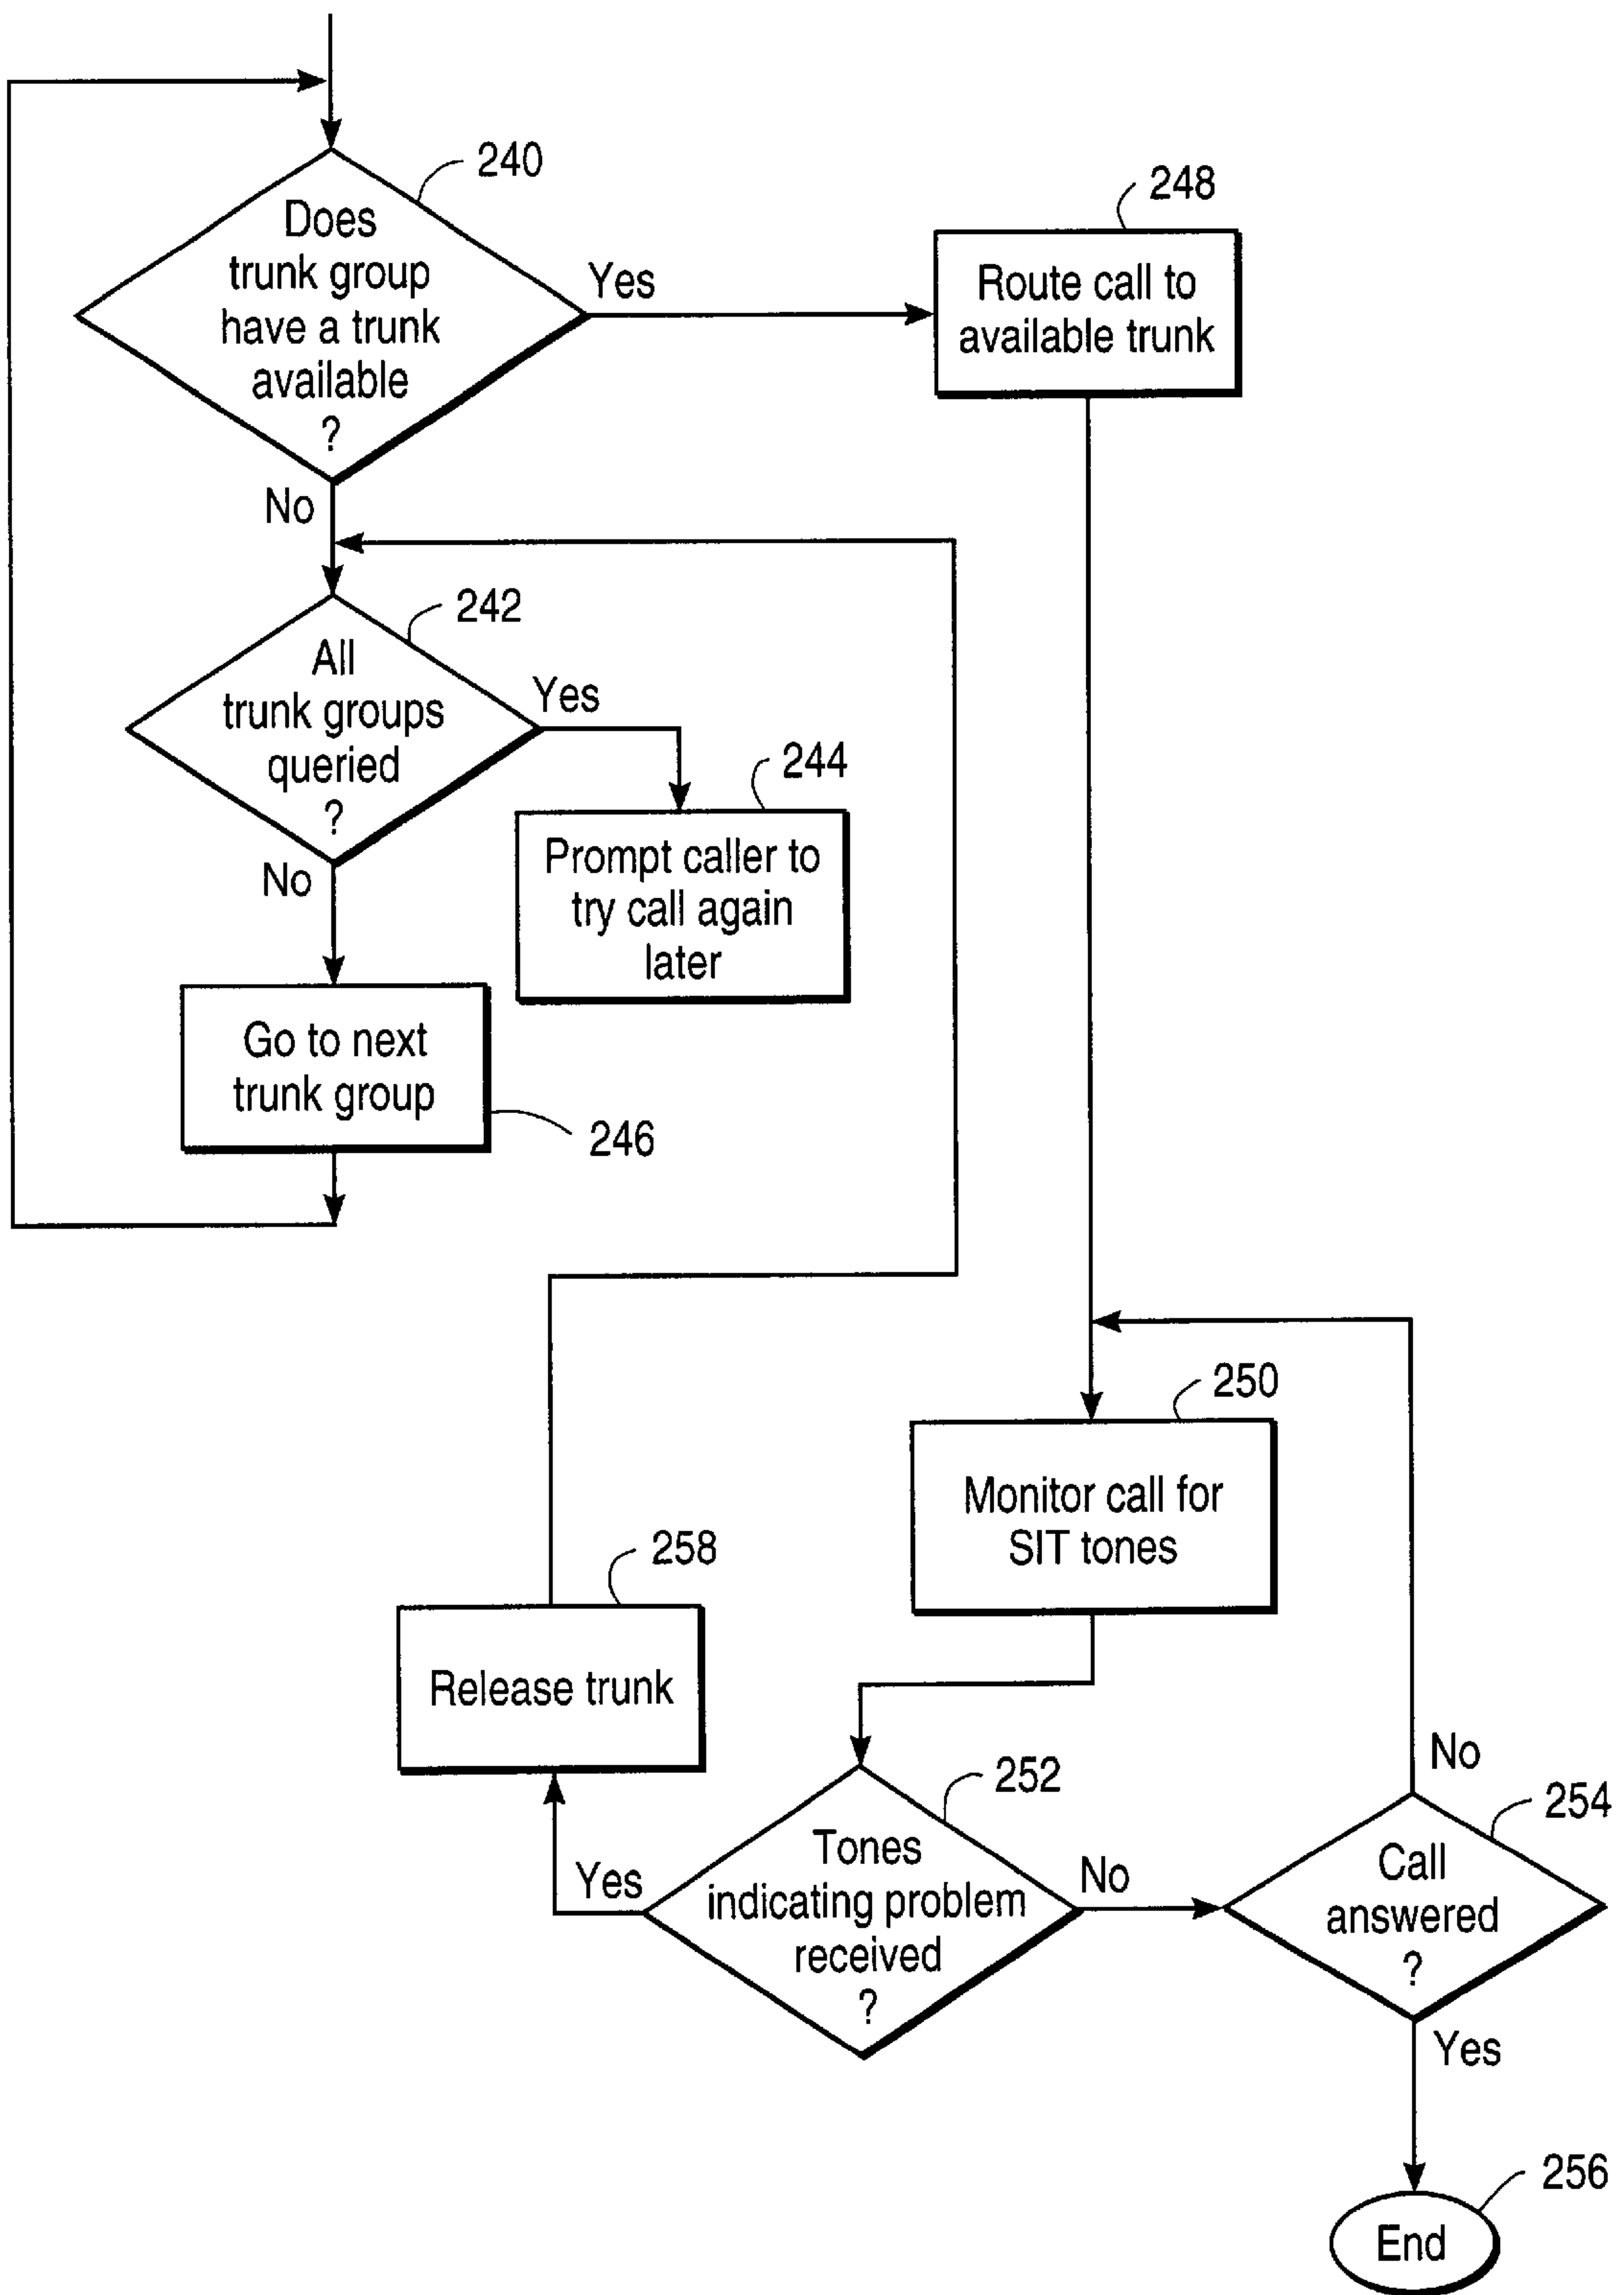 240
Does
trunk group
have a trunk
available
?
Yes
No
248
Route call to
available trunk
242
All
trunk groups
queried
?
Yes
No
244
Prompt caller to
try call again
later
Go to next
trunk group
246
250
Monitor call for
SIT tones
258
Release trunk
252
Tones
indicating problem
received
?
Yes
No
254
Call
answered
?
No
Yes
256
End